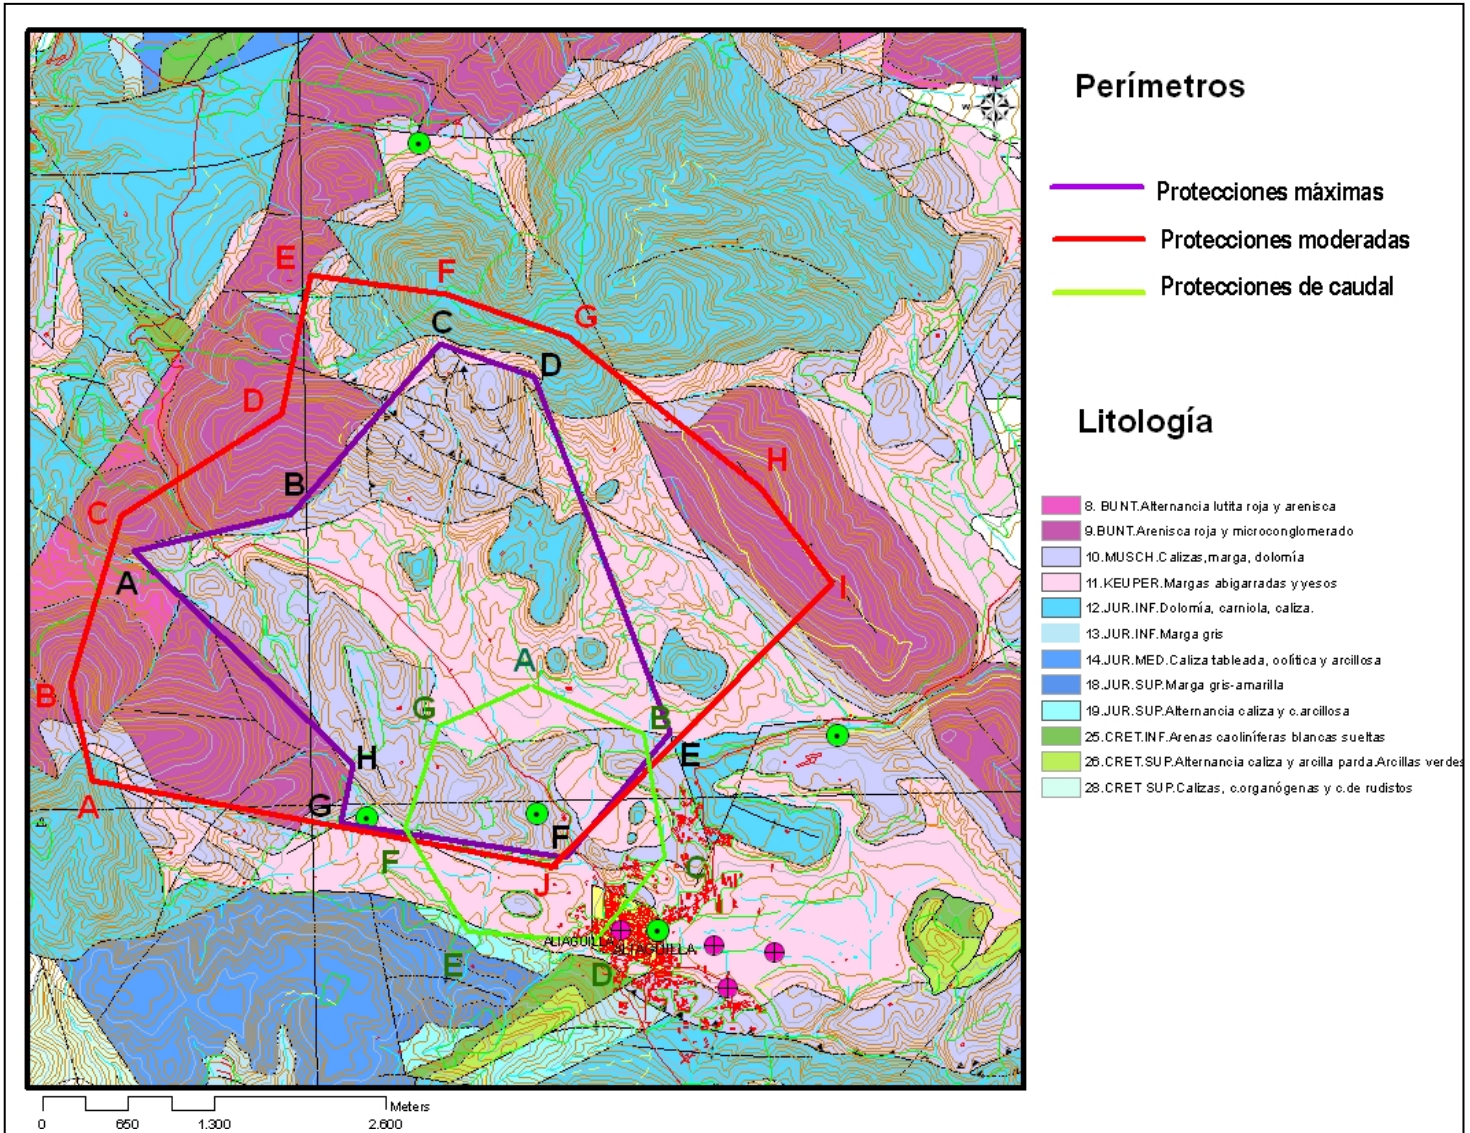 Perímetros
N
W
Protecciones máximas
Protecciones moderadas
Protecciones de caudal
E
F
G
C
D
D
H
B
C
A
I
A
B
G
B
E
H
A
G
F
F
C
J
E
D
ALIAGUILLA
ALIAGUILLA
Litología
8. BUNT.Alternancia lutita roja y arenisca
9.BUNT.Arenisca roja y microconglomerado
10.MUSCH.Calizas,marga, dolomía
11.KEUPER.Margas abigarradas y yesos
12.JUR.INF.Dolomía, carniola, caliza.
13.JUR.INF.Marga gris
14.JUR.MED.Caliza tableada, oolítica y arcillosa
18.JUR.SUP.Marga gris-amarilla
19.JUR.SUP.Alternancia caliza y c.arcillosa
25.CRET.INF.Arenas caoliníferas blancas sueltas
26.CRET.SUP.Alternancia caliza y arcilla parda.Arcillas verdes
28.CRET SUP.Calizas, c.organógenas y c.de rudistos
Meters
0 650 1.300 2.600